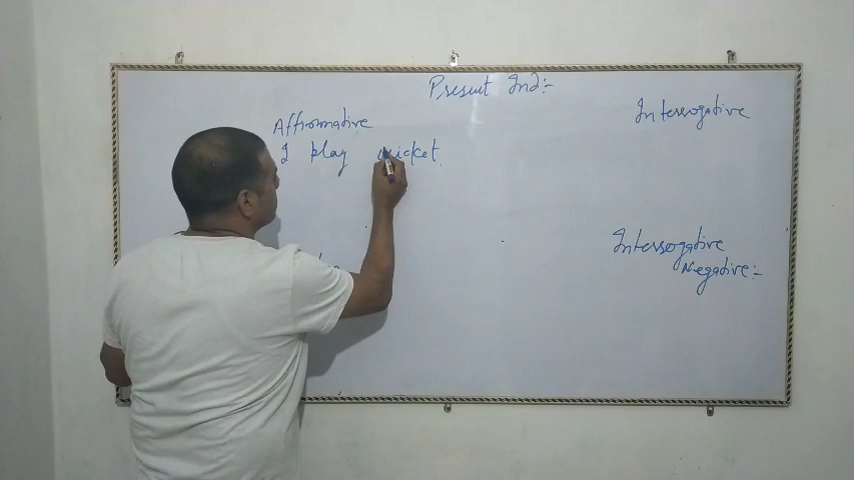 Present Ind:-
Affirmative
I play cricket.
Interrogative
Interrogative
Negative:-